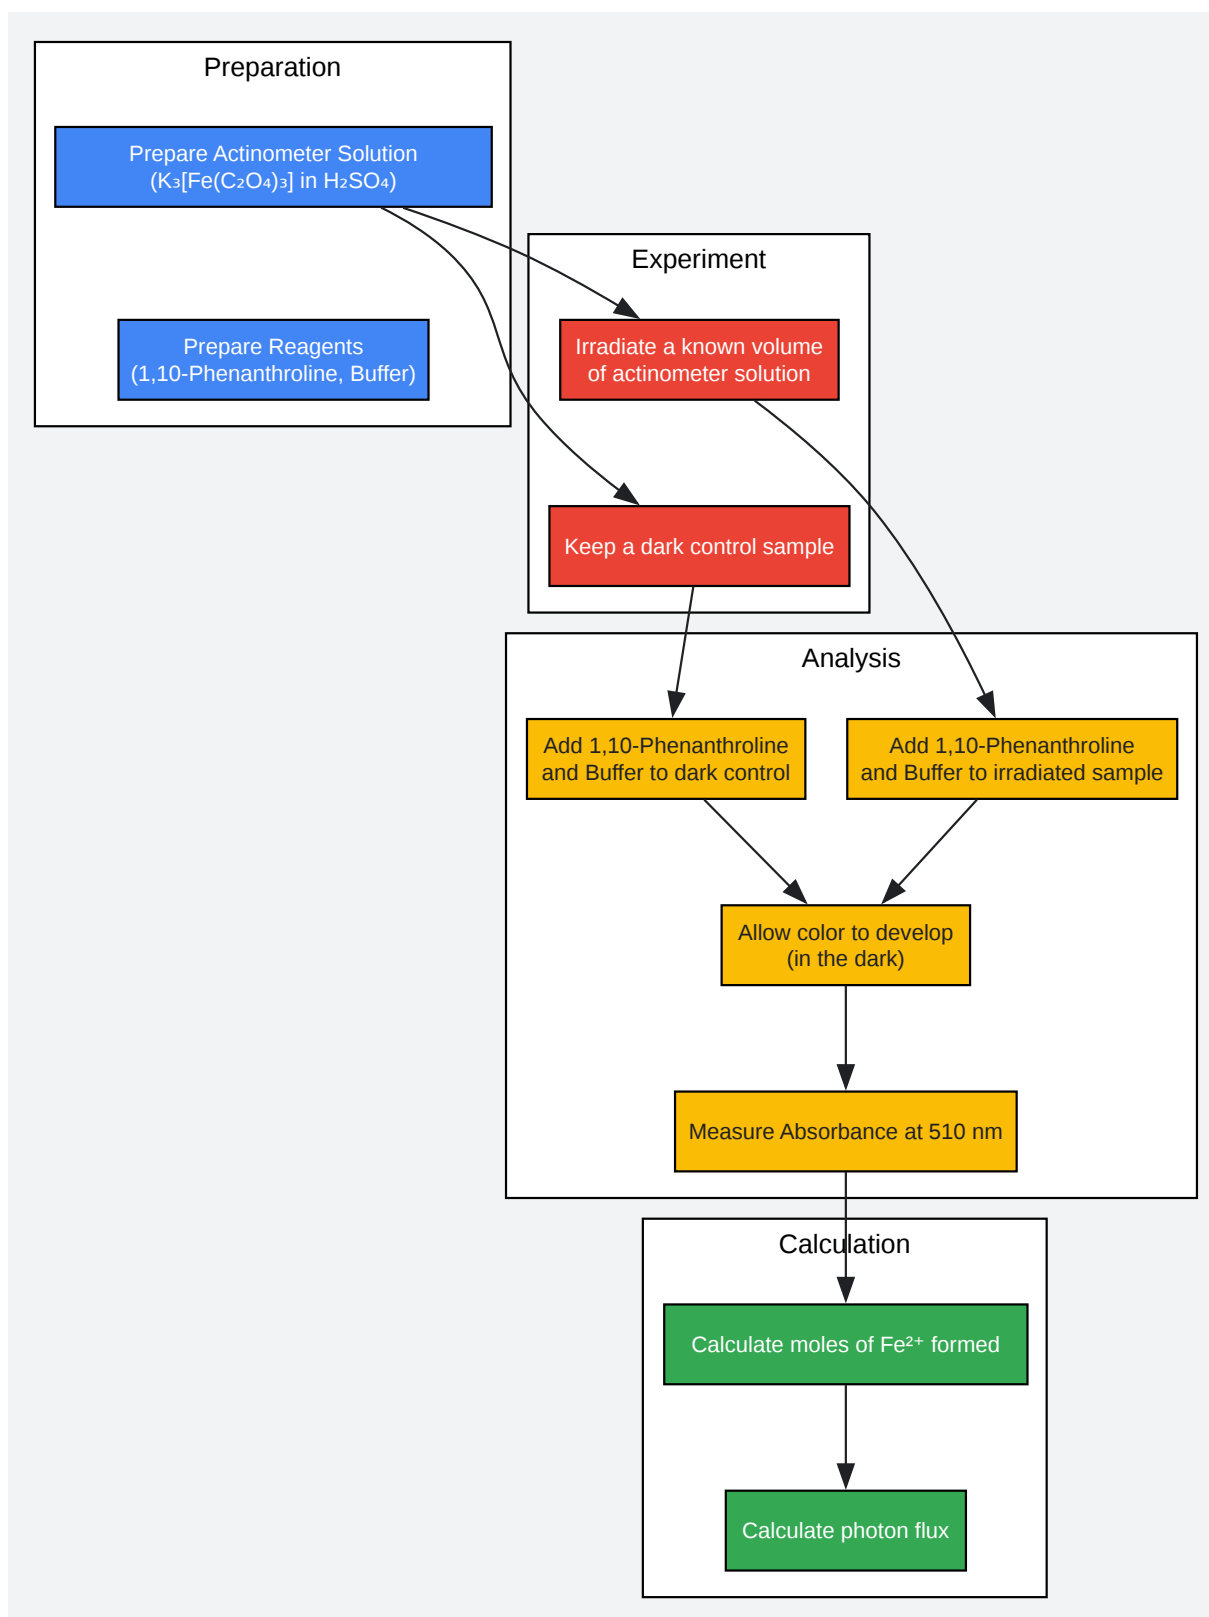 Preparation
Prepare Actinometer Solution
(K₃[Fe(C₂O₄)₃] in H₂SO₄)
Prepare Reagents
(1,10-Phenanthroline, Buffer)
Experiment
Irradiate a known volume
of actinometer solution
Keep a dark control sample
Analysis
Add 1,10-Phenanthroline
and Buffer to dark control
Add 1,10-Phenanthroline
and Buffer to irradiated sample
Allow color to develop
(in the dark)
Measure Absorbance at 510 nm
Calculation
Calculate moles of Fe²⁺ formed
Calculate photon flux